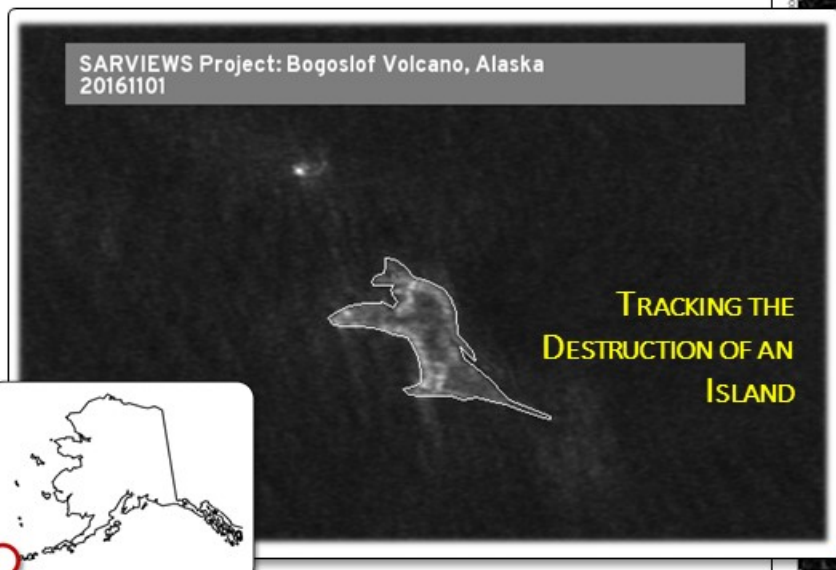 SARVIEWS Project: Bogoslof Volcano, Alaska
20161101
TRACKING THE
DESTRUCTION OF AN
ISLAND